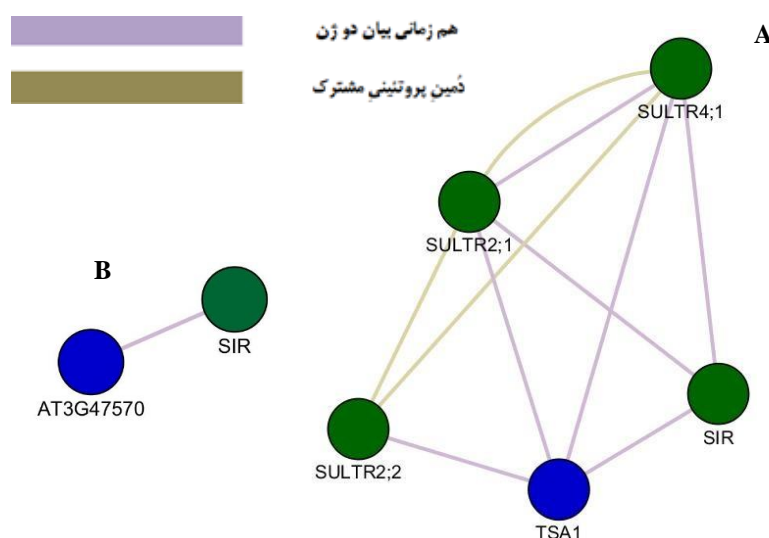 هم زمانی بیان دو ژن
دُمینِ پروتئینیِ مشترک
A
SULTR4;1
SULTR2;1
B
SIR
AT3G47570
SIR
SULTR2;2
TSA1